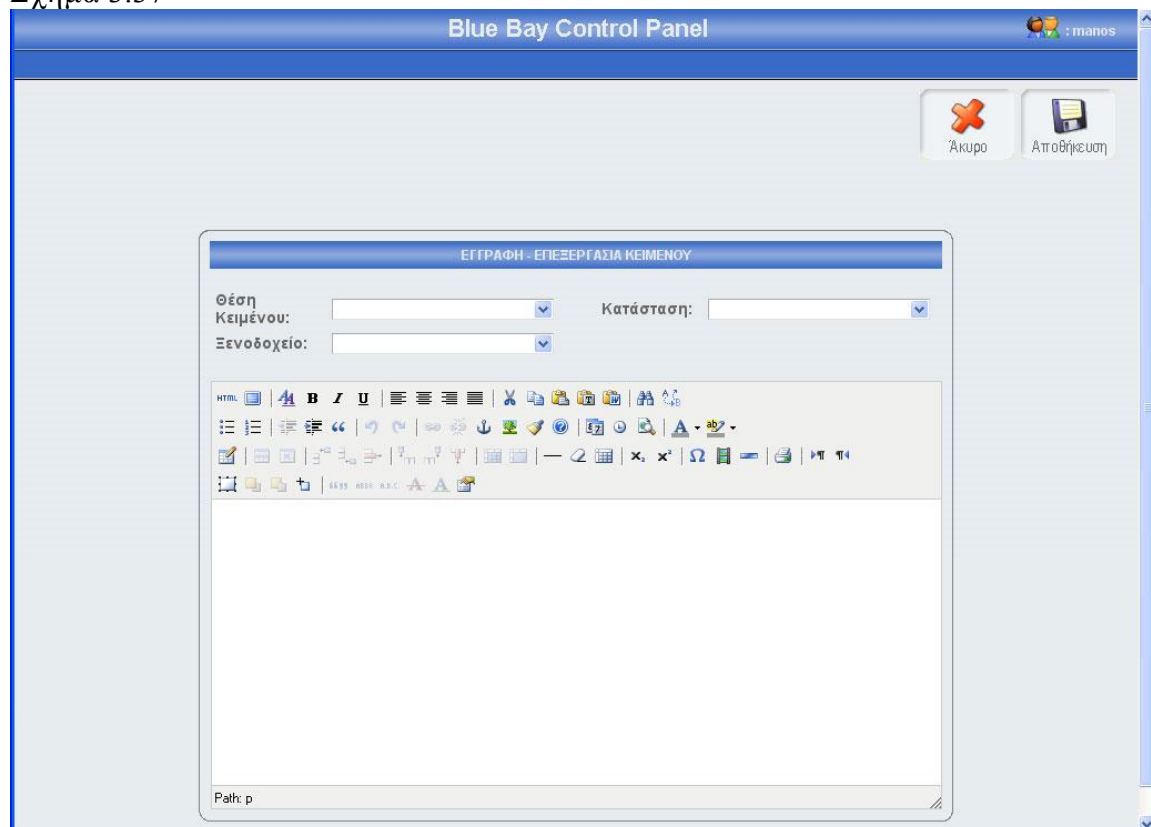 Blue Bay Control Panel
: manos
Άκυρο
Αποθήκευση
ΕΓΓΡΑΦΗ - ΕΠΕΞΕΡΓΑΣΙΑ ΚΕΙΜΕΝΟΥ
Θέση
Κειμένου:
Κατάσταση:
Ξενοδοχείο:
HTML
Path: p